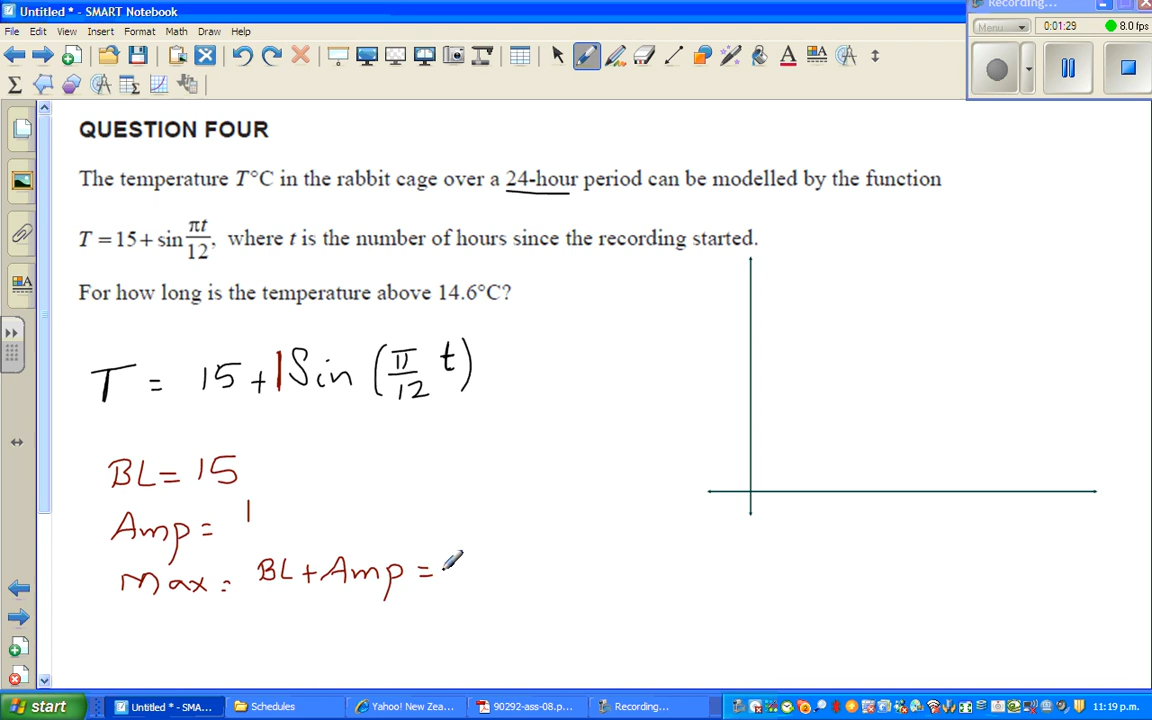 Untitled * - SMART Notebook
Recording...
File Edit View Insert Format Math Draw Help
Menu
0:01:29
8.0 fps
QUESTION FOUR
The temperature T°C in the rabbit cage over a 24-hour period can be modelled by the function
T = 15 + sin πt/12, where t is the number of hours since the recording started.
For how long is the temperature above 14.6°C?
T = 15 + 1 Sin (π/12 t)
BL = 15
Amp = 1
Max = BL + Amp =
start
Untitled * - SMA...
Schedules
Yahoo! New Zea...
90292-ass-08.p...
Recording...
11:19 p.m.